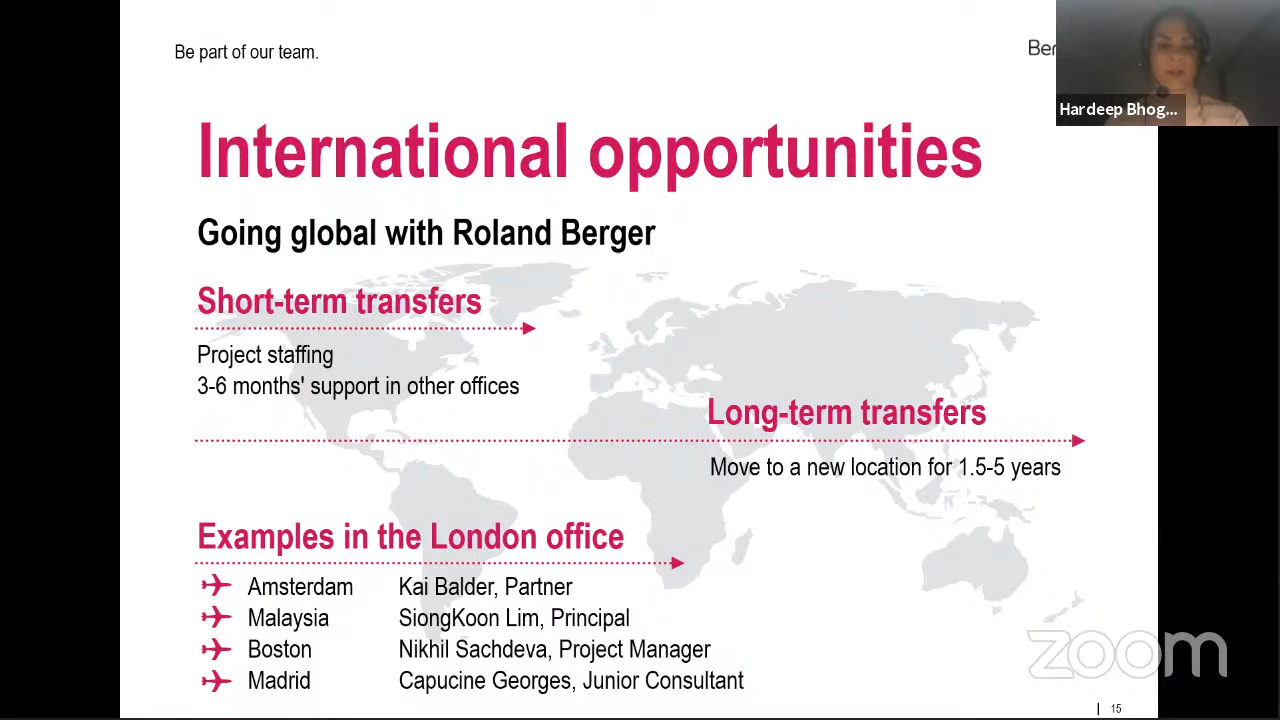 Be part of our team.
Hardeep Bhog...
International opportunities
Going global with Roland Berger
Short-term transfers
Project staffing
3-6 months' support in other offices
Long-term transfers
Move to a new location for 1.5-5 years
Examples in the London office
Amsterdam Kai Balder, Partner
Malaysia SiongKoon Lim, Principal
Boston Nikhil Sachdeva, Project Manager
Madrid Capucine Georges, Junior Consultant
zoom
15